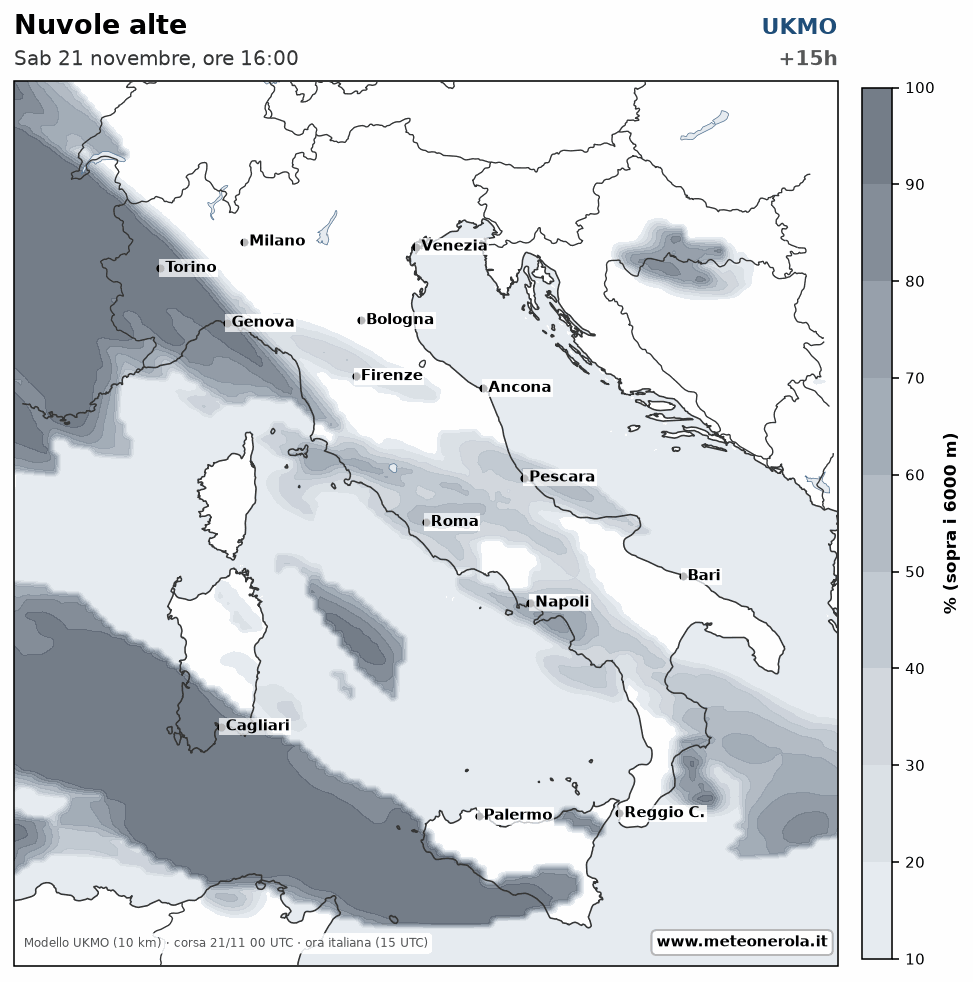 Nuvole alte
UKMO
Sab 21 novembre, ore 16:00
+15h
Milano
Venezia
Torino
Genova
Bologna
Firenze
Ancona
Pescara
Roma
Bari
Napoli
Cagliari
Palermo
Reggio C.
100
90
80
70
60
50
40
30
20
10
% (sopra i 6000 m)
Modello UKMO (10 km) · corsa 21/11 00 UTC · ora italiana (15 UTC)
www.meteonerola.it